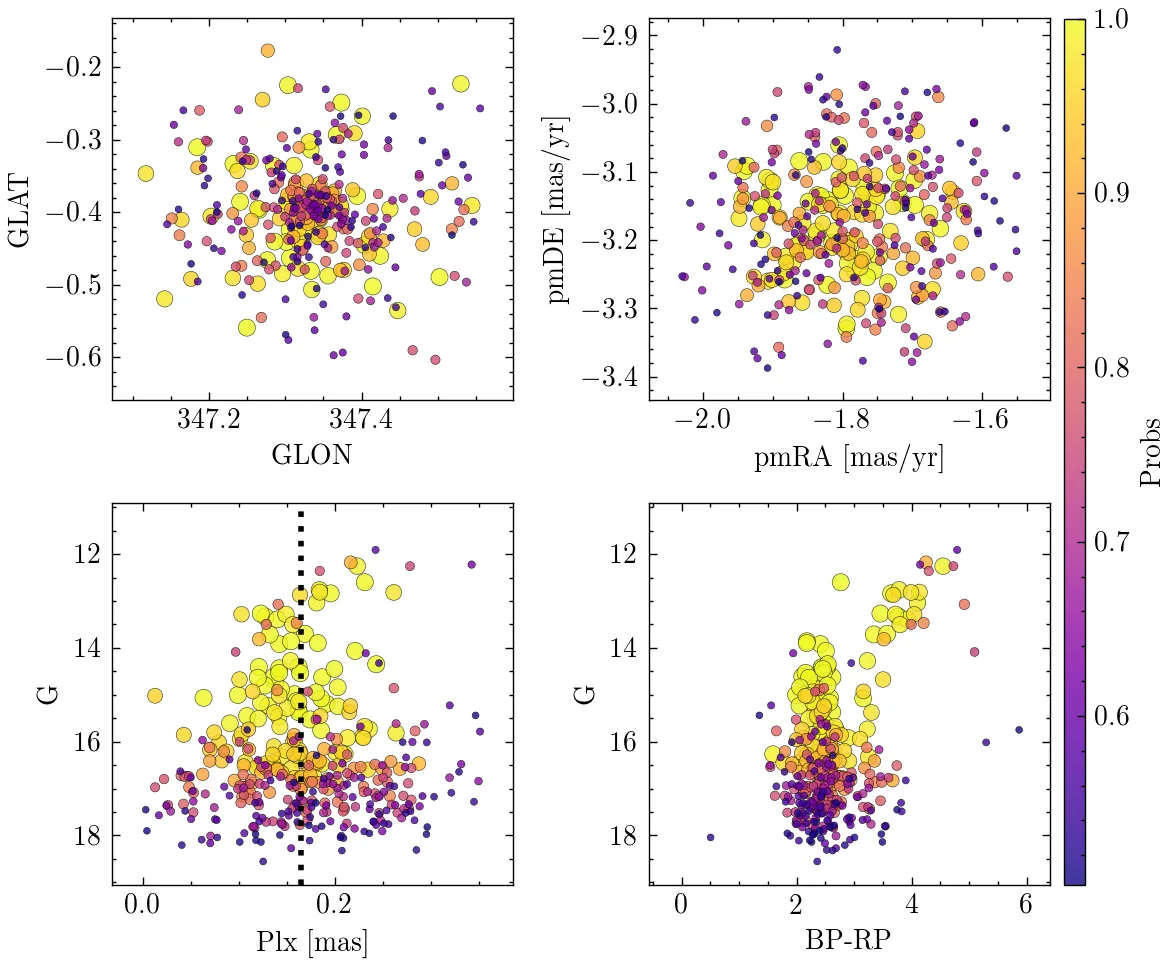 −0.2
−0.3
−0.4
−0.5
−0.6
GLAT
347.2 347.4
GLON
−2.9
−3.0
−3.1
−3.2
−3.3
−3.4
pmDE [mas/yr]
−2.0 −1.8 −1.6
pmRA [mas/yr]
12
14
16
18
G
0.0 0.2
Plx [mas]
12
14
16
18
G
0 2 4 6
BP-RP
1.0
0.9
0.8
0.7
0.6
Probs